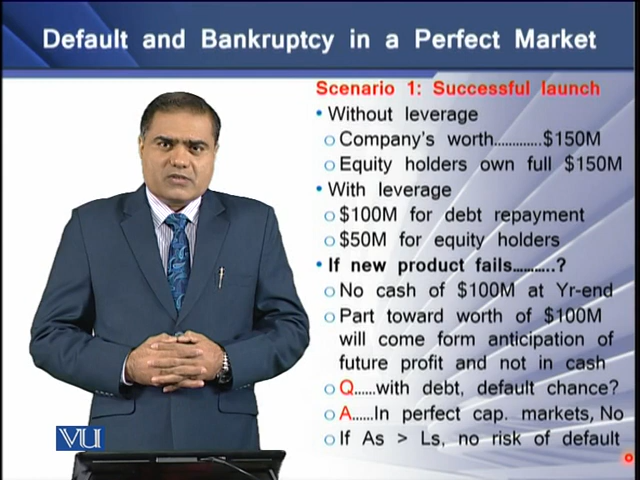 Default and Bankruptcy in a Perfect Market
Scenario 1: Successful launch
• Without leverage
o Company's worth.............$150M
o Equity holders own full $150M
• With leverage
o $100M for debt repayment
o $50M for equity holders
• If new product fails...........?
o No cash of $100M at Yr-end
o Part toward worth of $100M
will come form anticipation of
future profit and not in cash
o Q......with debt, default chance?
o A......In perfect cap. markets, No
o If As > Ls, no risk of default
VU